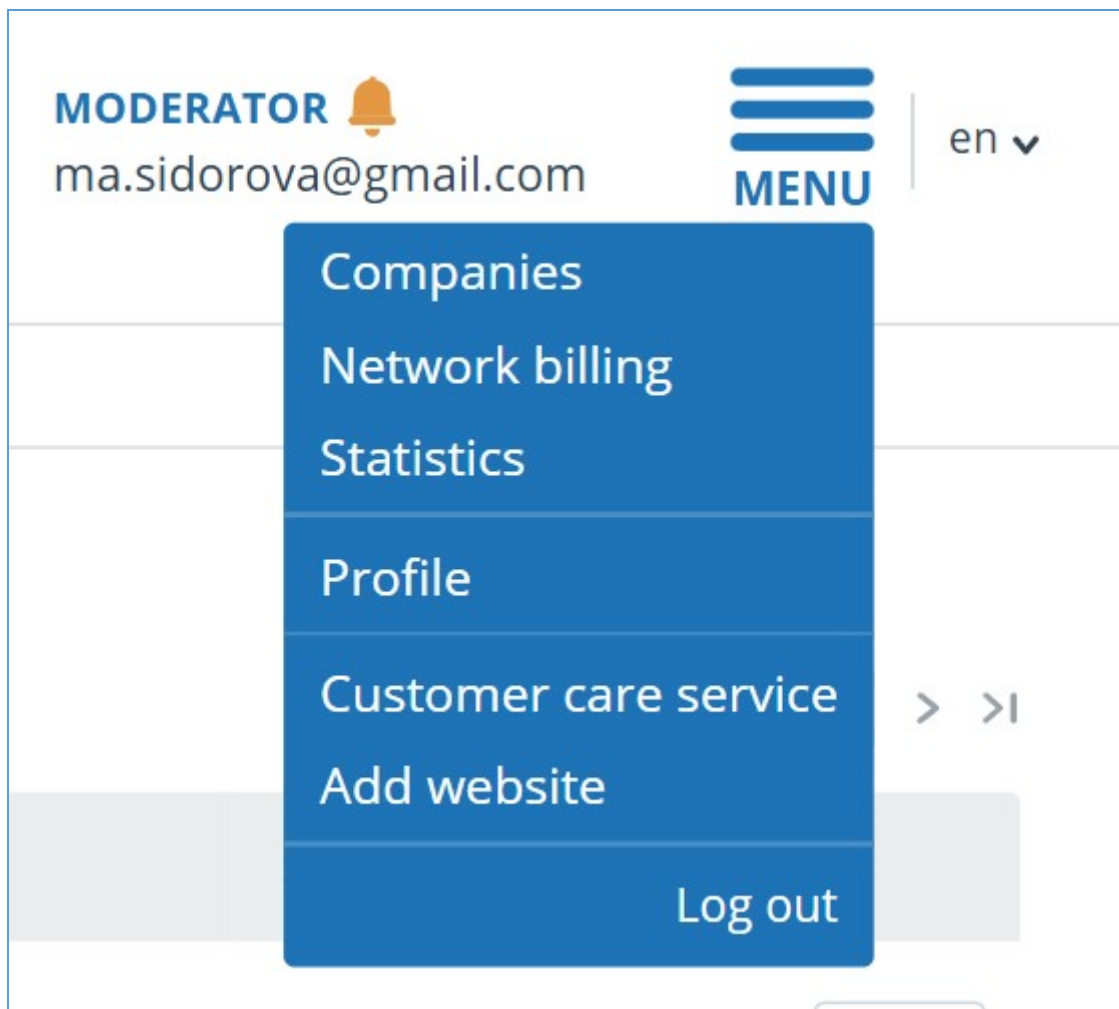 MODERATOR
ma.sidorova@gmail.com
MENU
en
Companies
Network billing
Statistics
Profile
Customer care service
Add website
Log out